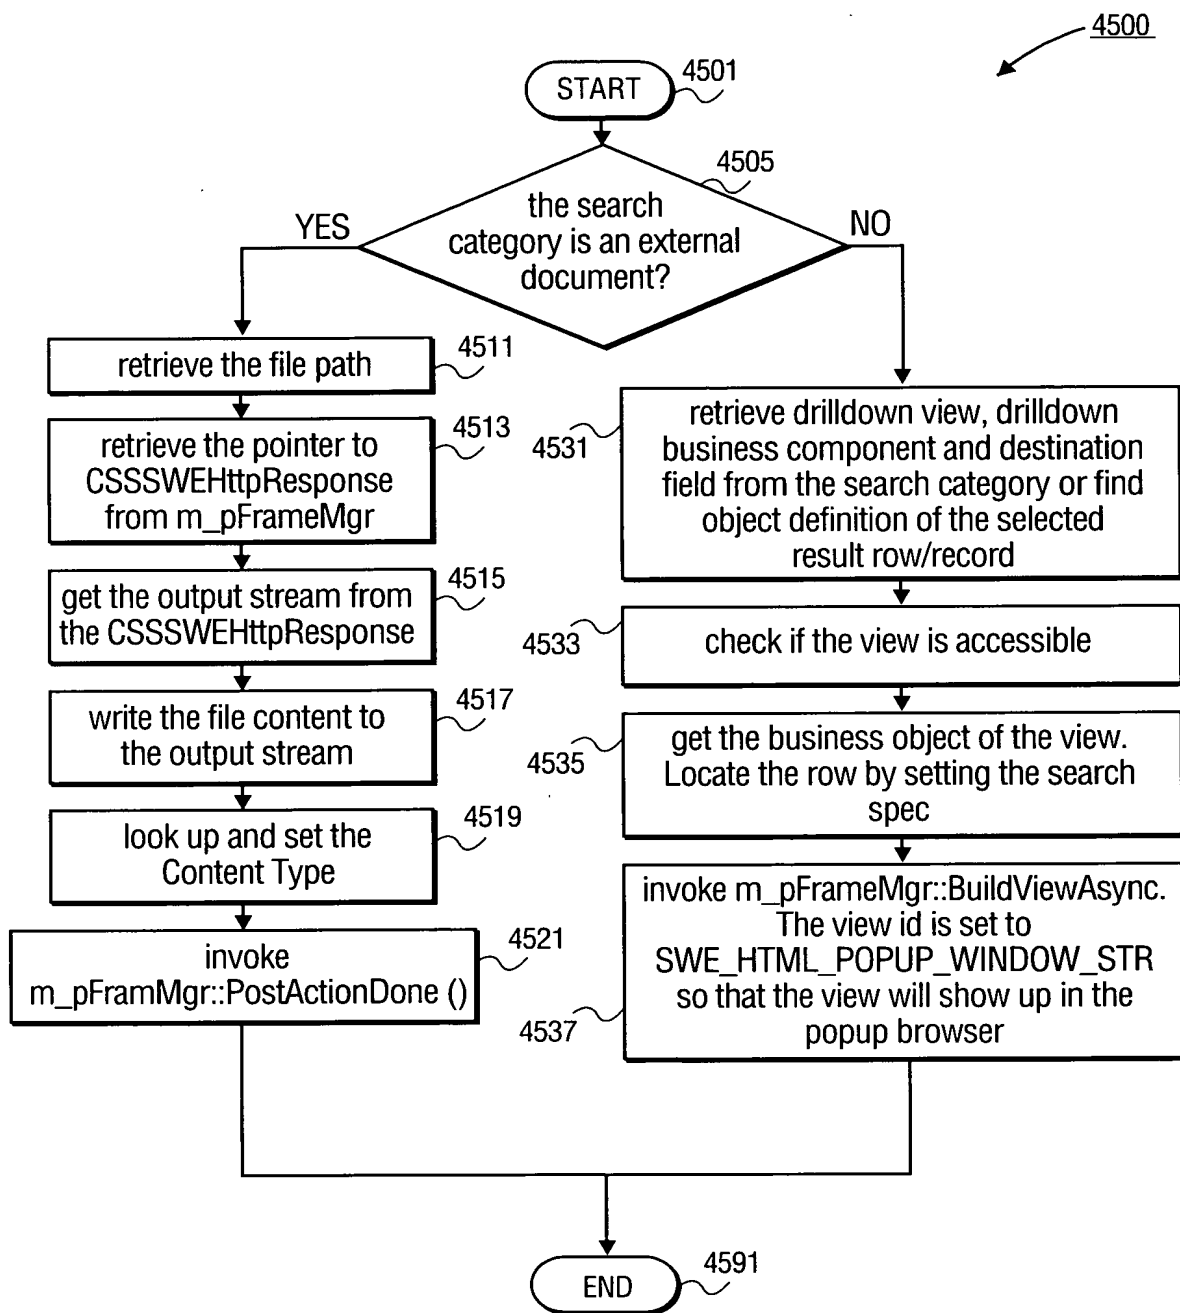 4500
START
4501
4505
the search
category is an external
document?
YES
NO
retrieve the file path
4511
retrieve the pointer to
CSSSWEHttpResponse
from m_pFrameMgr
4513
get the output stream from
the CSSSWEHttpResponse
4515
write the file content to
the output stream
4517
look up and set the
Content Type
4519
invoke
m_pFramMgr::PostActionDone ()
4521
retrieve drilldown view, drilldown
business component and destination
field from the search category or find
object definition of the selected
result row/record
4531
check if the view is accessible
4533
get the business object of the view.
Locate the row by setting the search
spec
4535
invoke m_pFrameMgr::BuildViewAsync.
The view id is set to
SWE_HTML_POPUP_WINDOW_STR
so that the view will show up in the
popup browser
4537
END
4591